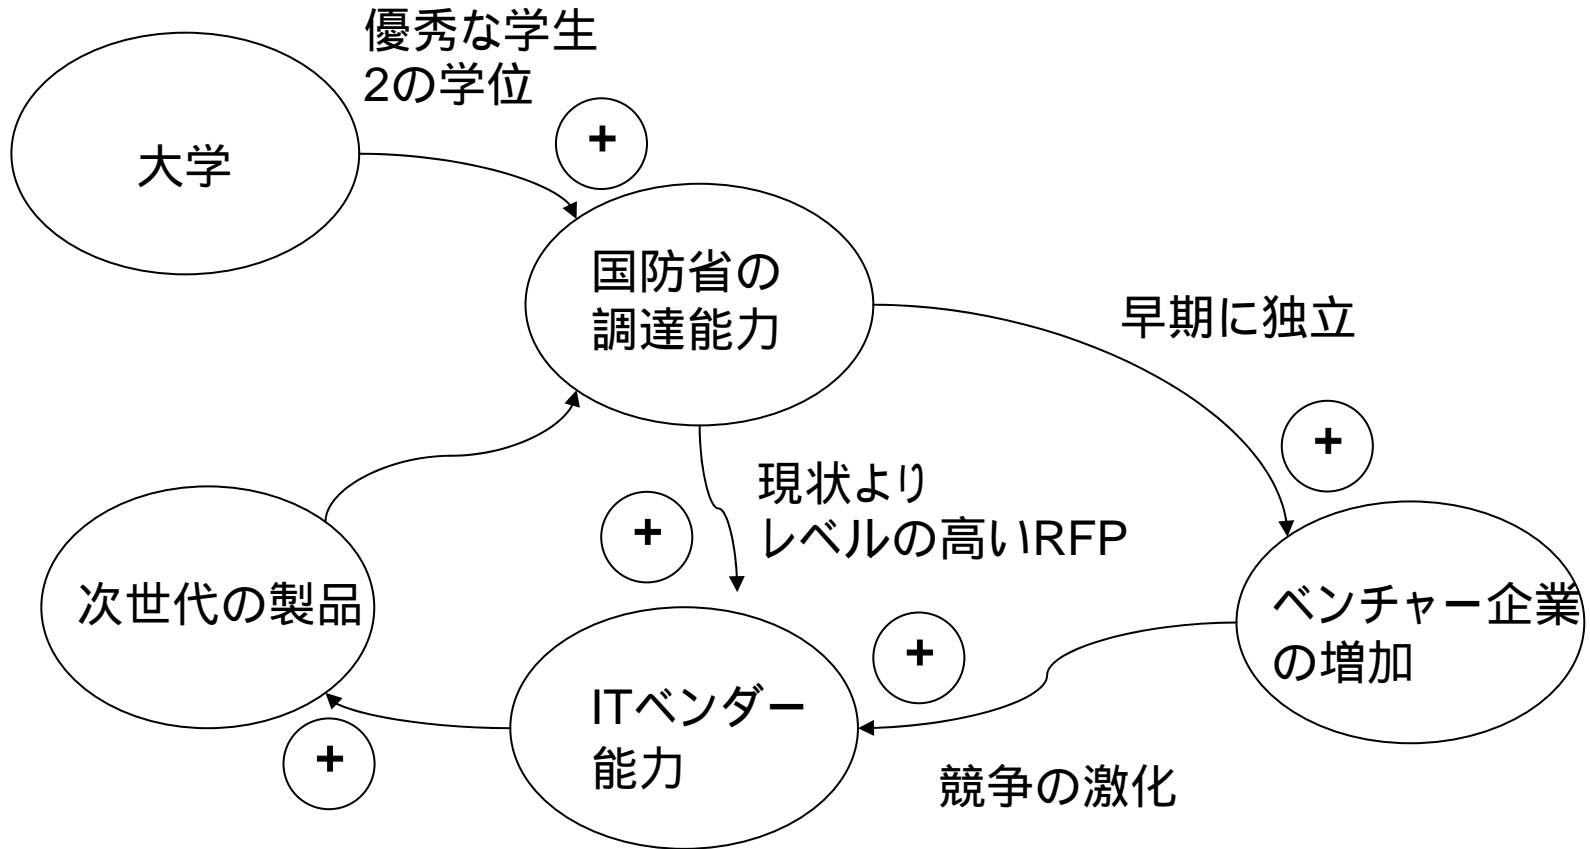 優秀な学生
2の学位
+
大学
国防省の
調達能力
早期に独立
+
現状より
レベルの高いRFP
+
次世代の製品
ベンチャー企業
の増加
+
ITベンダー
能力
+
競争の激化